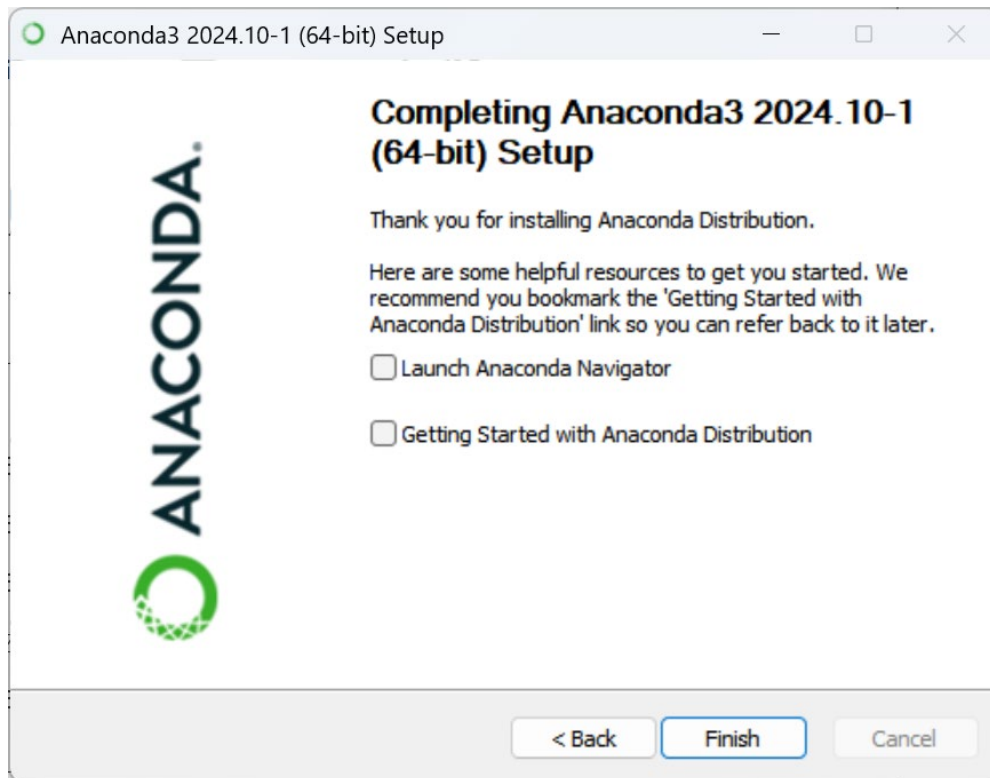 Anaconda3 2024.10-1 (64-bit) Setup
ANACONDA.
Completing Anaconda3 2024.10-1
(64-bit) Setup
Thank you for installing Anaconda Distribution.
Here are some helpful resources to get you started. We
recommend you bookmark the 'Getting Started with
Anaconda Distribution' link so you can refer back to it later.
Launch Anaconda Navigator
Getting Started with Anaconda Distribution
< Back
Finish
Cancel